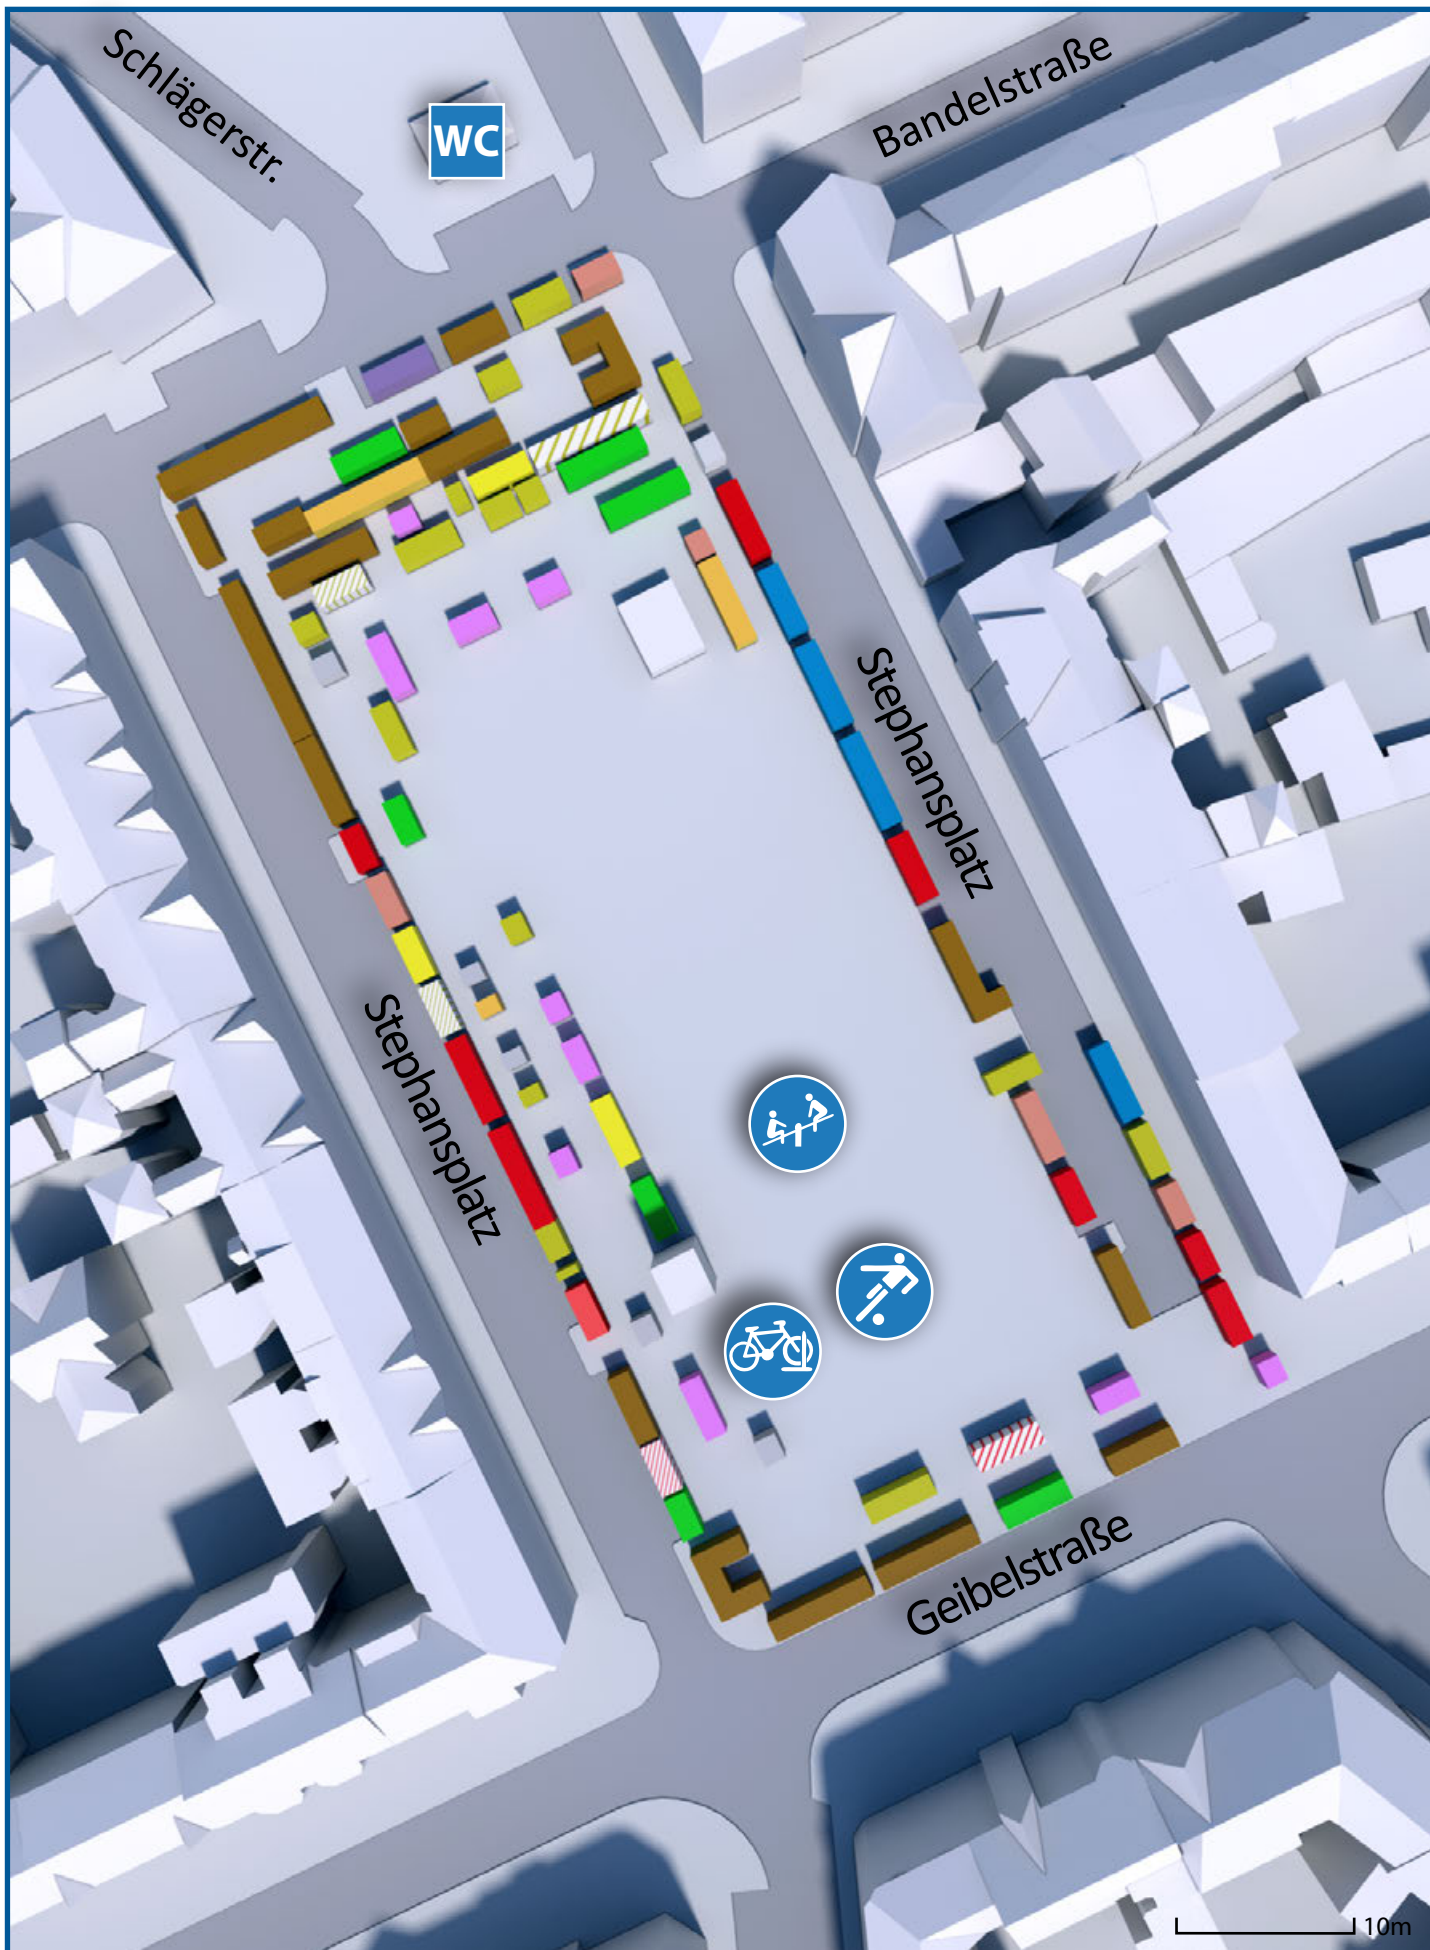 Schlägerstr.
WC
Bandelstraße
Stephansplatz
Stephansplatz
Geibelstraße
10m